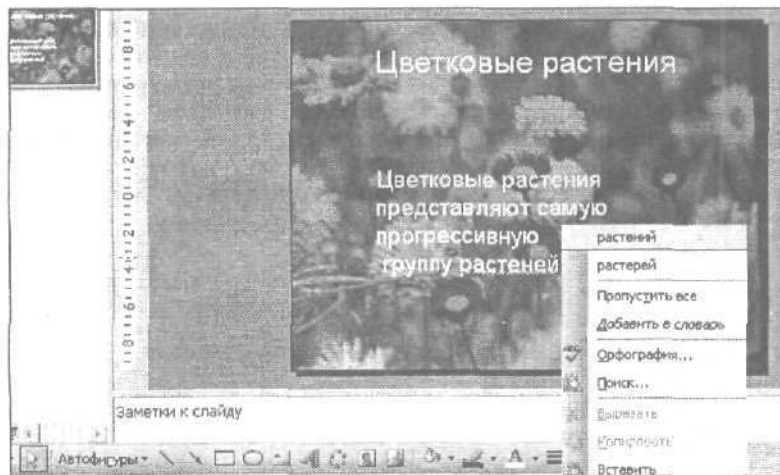 Цветковые растения
Цветковые растения
представляют самую
прогрессивную
группу растеней
растений
растерей
Пропустить все
Добавить в словарь
Орфография...
Поиск...
Вырезать
Копировать
Вставить
Заметки к слайду
Автофигуры